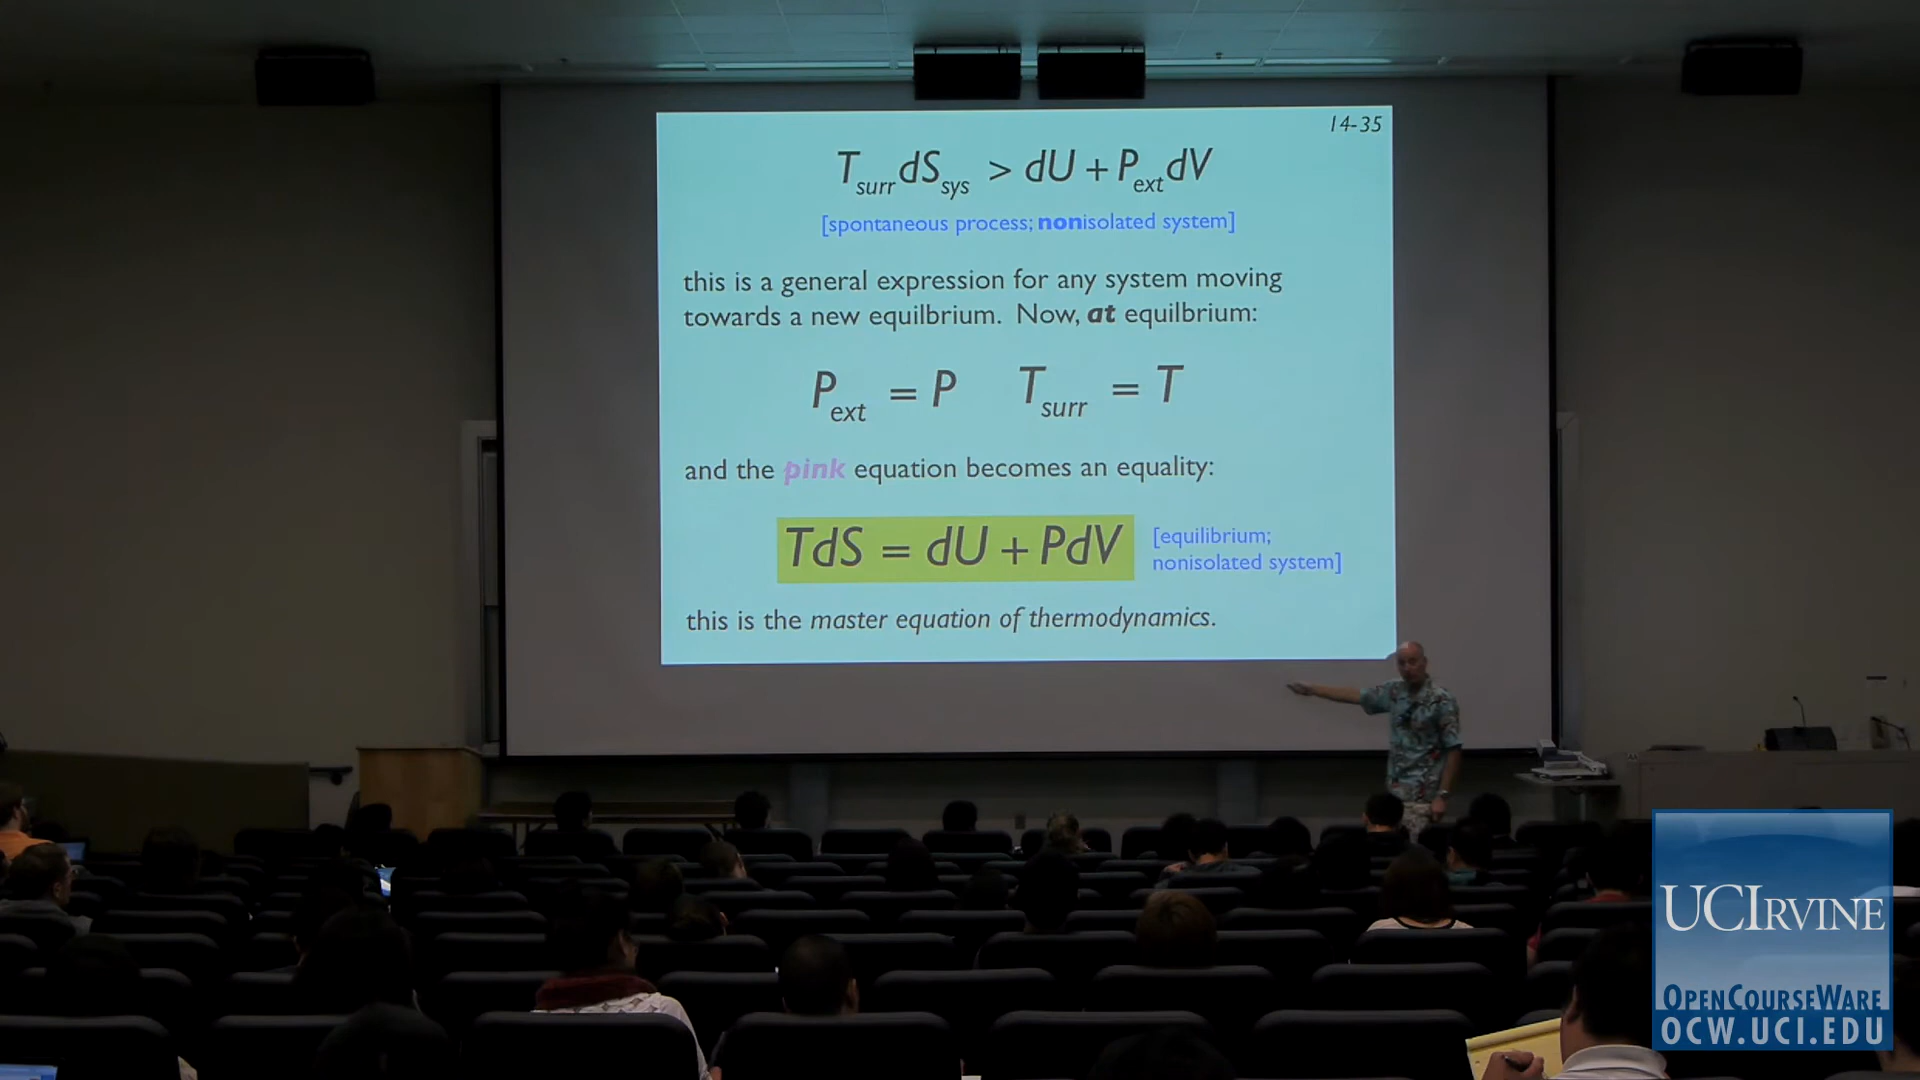 14-35
T_surr dS_sys > dU + P_ext dV
[spontaneous process; nonisolated system]
this is a general expression for any system moving
towards a new equilbrium. Now, at equilbrium:
P_ext = P T_surr = T
and the pink equation becomes an equality:
TdS = dU + PdV
[equilibrium;
nonisolated system]
this is the master equation of thermodynamics.
UCIRVINE
OPENCOURSEWARE
OCW.UCI.EDU